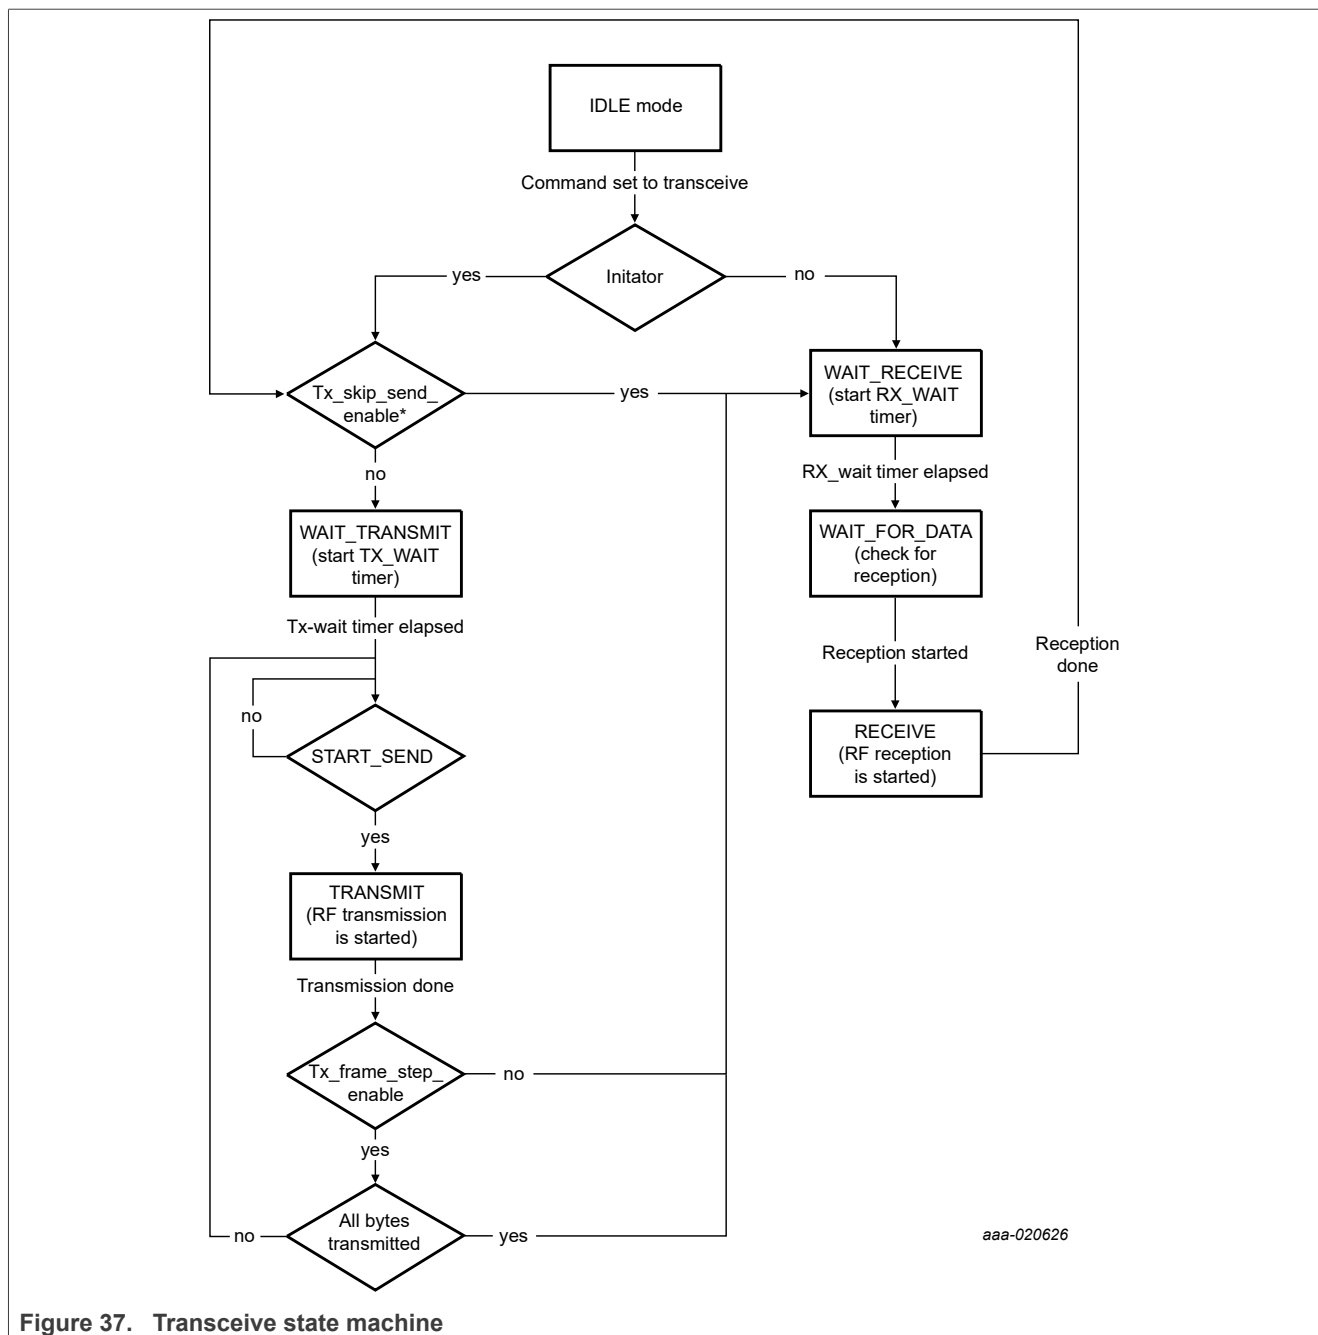 IDLE mode
Command set to transceive
Initator
yes
no
Tx_skip_send_
enable*
yes
WAIT_RECEIVE
(start RX_WAIT
timer)
no
RX_wait timer elapsed
WAIT_TRANSMIT
(start TX_WAIT
timer)
WAIT_FOR_DATA
(check for
reception)
Tx-wait timer elapsed
Reception started
Reception
done
no
START_SEND
RECEIVE
(RF reception
is started)
yes
TRANSMIT
(RF transmission
is started)
Transmission done
Tx_frame_step_
enable
no
yes
All bytes
transmitted
no
yes
aaa-020626
Figure 37. Transceive state machine